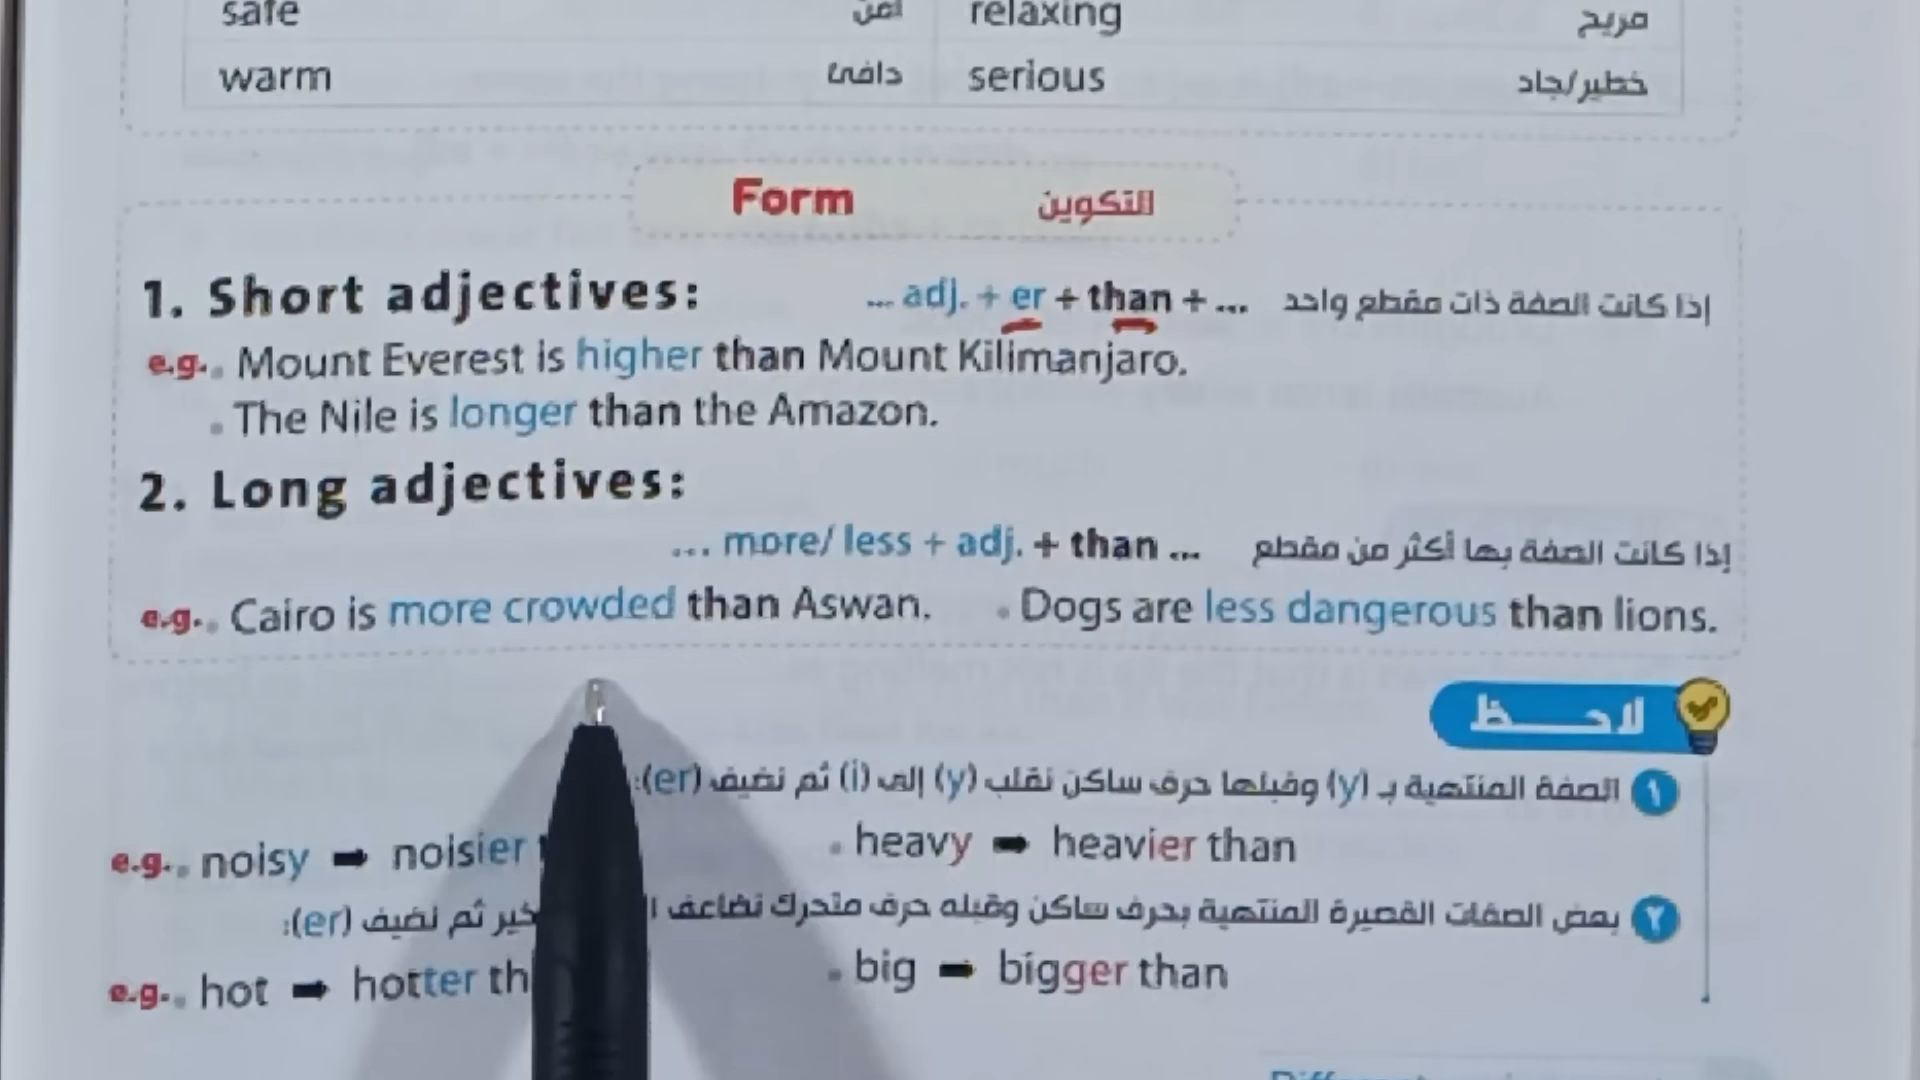 safe آمن relaxing مريح
warm دافئ serious خطير/جاد
Form التكوين
1. Short adjectives: ... adj. + er + than + ... إذا كانت الصفة ذات مقطع واحد
e.g. • Mount Everest is higher than Mount Kilimanjaro.
• The Nile is longer than the Amazon.
2. Long adjectives:
... more/ less + adj. + than ... إذا كانت الصفة بها أكثر من مقطع
e.g. • Cairo is more crowded than Aswan. • Dogs are less dangerous than lions.
لاحـــظ
١ الصفة المنتهية بـ (y) وقبلها حرف ساكن نقلب (y) إلى (i) ثم نضيف (er):
e.g. • noisy ➡ noisier • heavy ➡ heavier than
٢ بعض الصفات القصيرة المنتهية بحرف ساكن وقبله حرف متحرك نضاعف ثم نضيف (er):
e.g. • hot ➡ hotter th • big ➡ bigger than